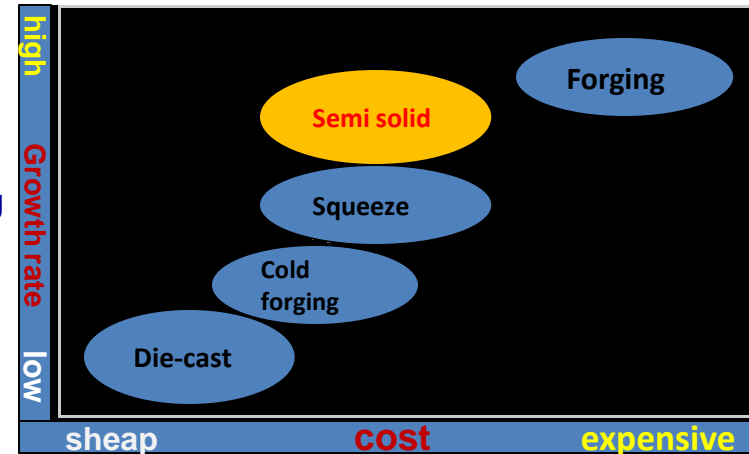 high
Growth rate
low
Forging
Semi solid
Squeeze
Cold
forging
Die-cast
sheap
cost
expensive